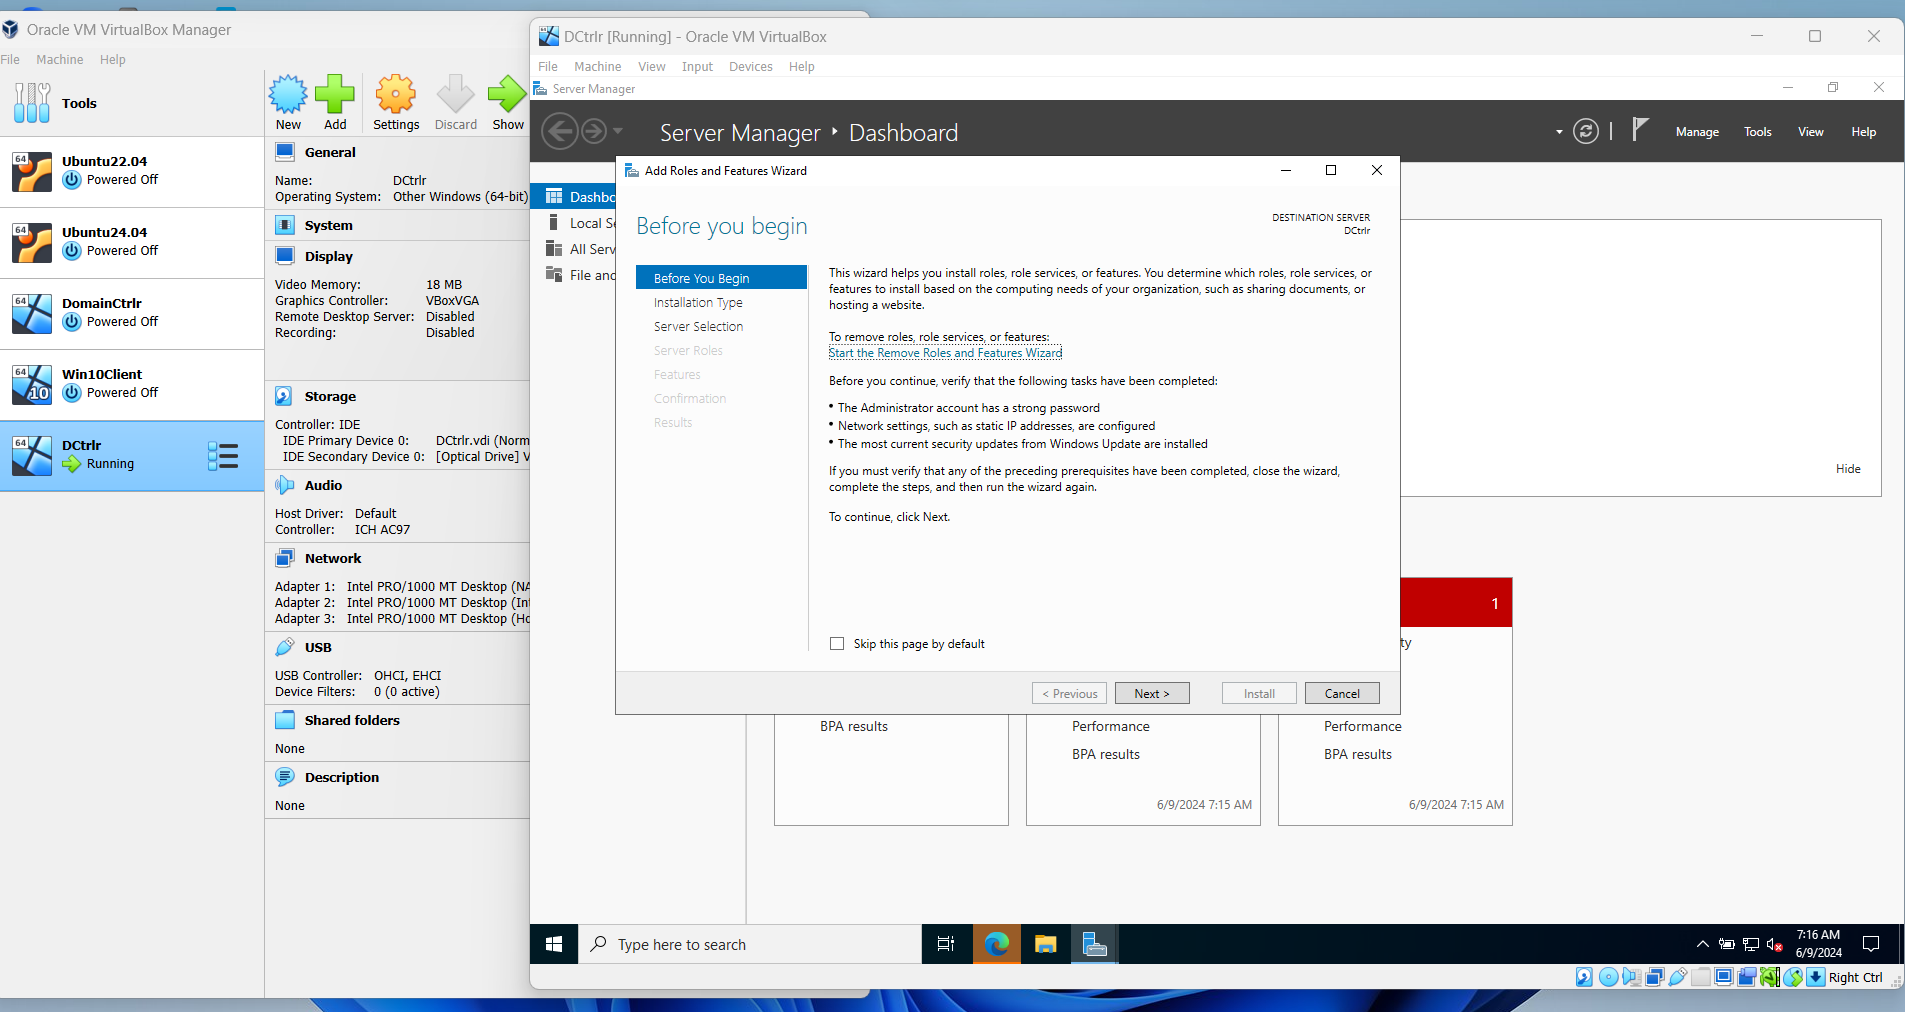 Oracle VM VirtualBox Manager
File Machine Help
Tools
New Add Settings Discard Show
64 Ubuntu22.04
Powered Off
64 Ubuntu24.04
Powered Off
64 DomainCtrlr
Powered Off
64 10 Win10Client
Powered Off
64 DCtrlr
Running
General
Name: DCtrlr
Operating System: Other Windows (64-bit)
System
Display
Video Memory: 18 MB
Graphics Controller: VBoxVGA
Remote Desktop Server: Disabled
Recording: Disabled
Storage
Controller: IDE
IDE Primary Device 0: DCtrlr.vdi (Norm
IDE Secondary Device 0: [Optical Drive] V
Audio
Host Driver: Default
Controller: ICH AC97
Network
Adapter 1: Intel PRO/1000 MT Desktop (NA
Adapter 2: Intel PRO/1000 MT Desktop (Int
Adapter 3: Intel PRO/1000 MT Desktop (Ho
USB
USB Controller: OHCI, EHCI
Device Filters: 0 (0 active)
Shared folders
None
Description
None
DCtrlr [Running] - Oracle VM VirtualBox
File Machine View Input Devices Help
Server Manager
Server Manager Dashboard
Manage Tools View Help
Dashbo
Local Se
All Serv
File and
Add Roles and Features Wizard
Before you begin
DESTINATION SERVER
DCtrlr
Before You Begin
Installation Type
Server Selection
Server Roles
Features
Confirmation
Results
This wizard helps you install roles, role services, or features. You determine which roles, role services, or
features to install based on the computing needs of your organization, such as sharing documents, or
hosting a website.
To remove roles, role services, or features:
Start the Remove Roles and Features Wizard
Before you continue, verify that the following tasks have been completed:
• The Administrator account has a strong password
• Network settings, such as static IP addresses, are configured
• The most current security updates from Windows Update are installed
If you must verify that any of the preceding prerequisites have been completed, close the wizard,
complete the steps, and then run the wizard again.
To continue, click Next.
Skip this page by default
< Previous Next > Install Cancel
Hide
1
ty
BPA results
Performance
BPA results
6/9/2024 7:15 AM
Performance
BPA results
6/9/2024 7:15 AM
Type here to search
7:16 AM
6/9/2024
Right Ctrl